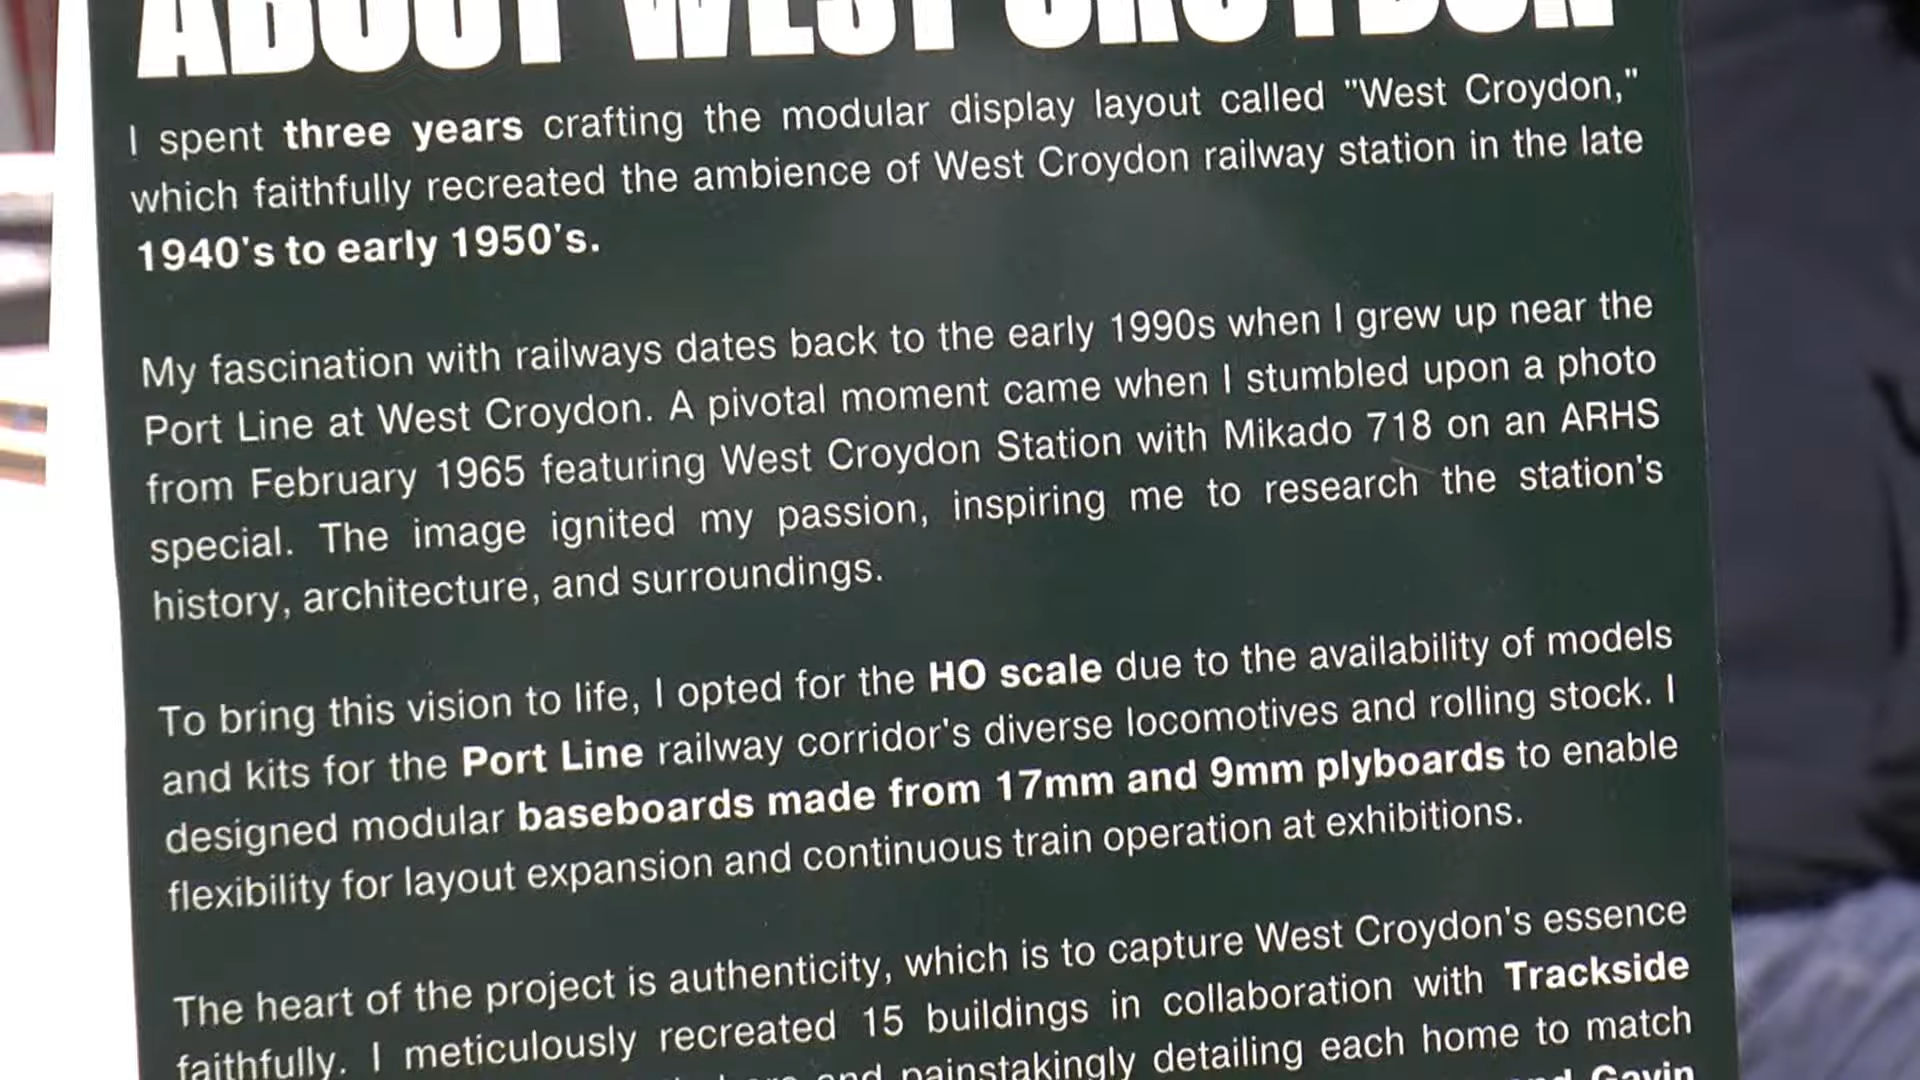 ABOUT WEST CROYDON
I spent three years crafting the modular display layout called "West Croydon,"
which faithfully recreated the ambience of West Croydon railway station in the late
1940's to early 1950's.
My fascination with railways dates back to the early 1990s when I grew up near the
Port Line at West Croydon. A pivotal moment came when I stumbled upon a photo
from February 1965 featuring West Croydon Station with Mikado 718 on an ARHS
special. The image ignited my passion, inspiring me to research the station's
history, architecture, and surroundings.
To bring this vision to life, I opted for the HO scale due to the availability of models
and kits for the Port Line railway corridor's diverse locomotives and rolling stock. I
designed modular baseboards made from 17mm and 9mm plyboards to enable
flexibility for layout expansion and continuous train operation at exhibitions.
The heart of the project is authenticity, which is to capture West Croydon's essence
faithfully. I meticulously recreated 15 buildings in collaboration with Trackside
and painstakingly detailing each home to match
and Gavin